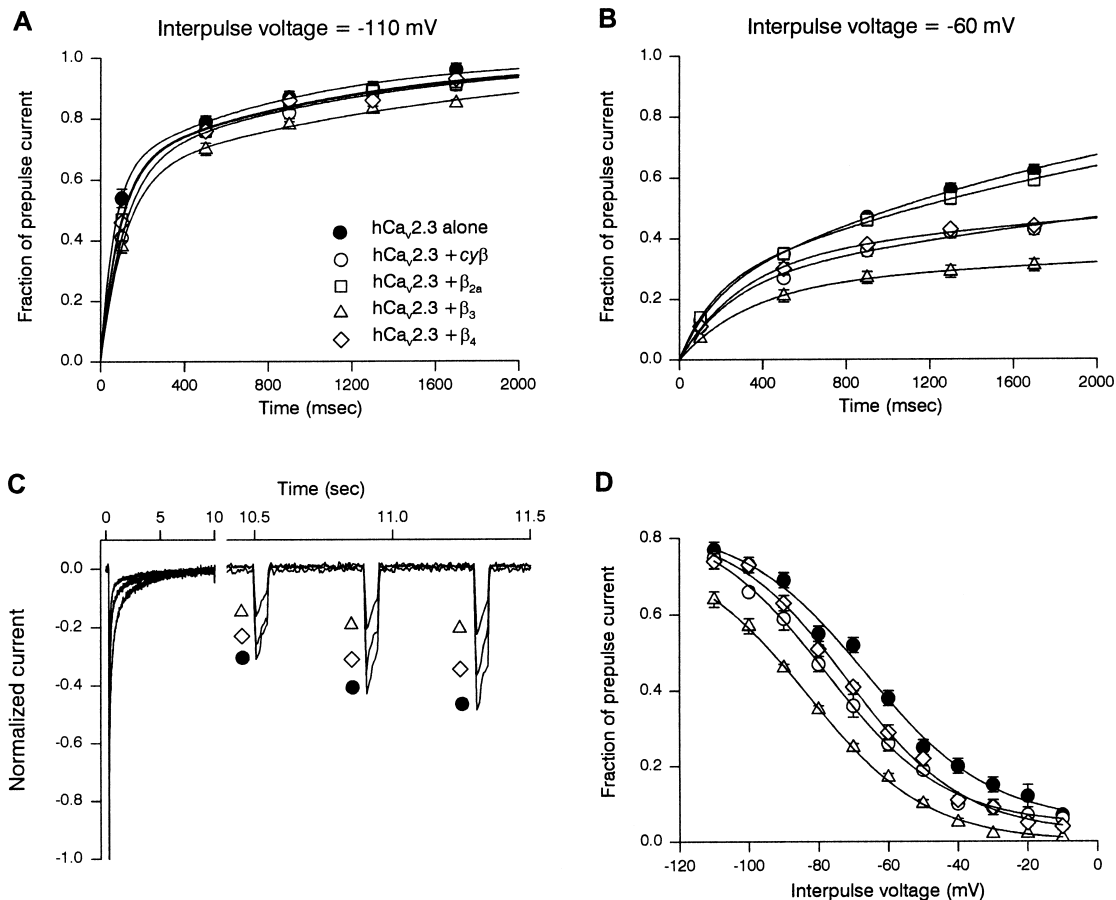 A
Interpulse voltage = -110 mV
Fraction of prepulse current
1.0
0.8
0.6
0.4
0.2
0.0
0
400
800
1200
1600
2000
Time (msec)
hCav2.3 alone
hCav2.3 + cyβ
hCav2.3 + β2a
hCav2.3 + β3
hCav2.3 + β4
B
Interpulse voltage = -60 mV
Fraction of prepulse current
1.0
0.8
0.6
0.4
0.2
0.0
0
400
800
1200
1600
2000
Time (msec)
C
Time (sec)
0
5
10
10.5
11.0
11.5
Normalized current
0.0
-0.2
-0.4
-0.6
-0.8
-1.0
D
Fraction of prepulse current
0.8
0.6
0.4
0.2
0.0
-120
-100
-80
-60
-40
-20
0
Interpulse voltage (mV)